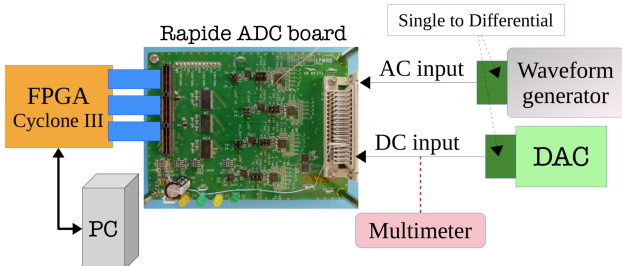 Single to Differential
Rapide ADC board
AC input
Waveform
generator
FPGA
Cyclone III
DC input
DAC
PC
Multimeter